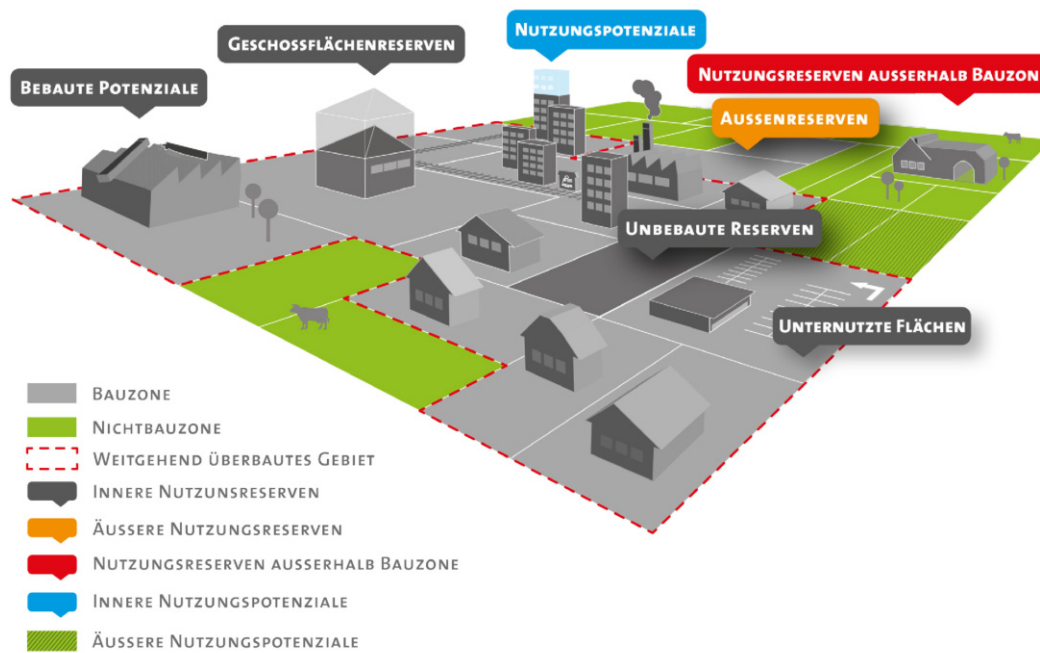 NUTZUNGSPOTENZIALE
GESCHOSSFLÄCHENRESERVEN
BEBAUTE POTENZIALE
NUTZUNGSRESERVEN AUSSERHALB BAUZON
AUSSENRESERVEN
UNBEBAUTE RESERVEN
UNTERNUTZTE FLÄCHEN
BAUZONE
NICHTBAUZONE
WEITGEHEND ÜBERBAUTES GEBIET
INNERE NUTZUNSRESERVEN
ÄUSSERE NUTZUNGSRESERVEN
NUTZUNGSRESERVEN AUSSERHALB BAUZONE
INNERE NUTZUNGSPOTENZIALE
ÄUSSERE NUTZUNGSPOTENZIALE